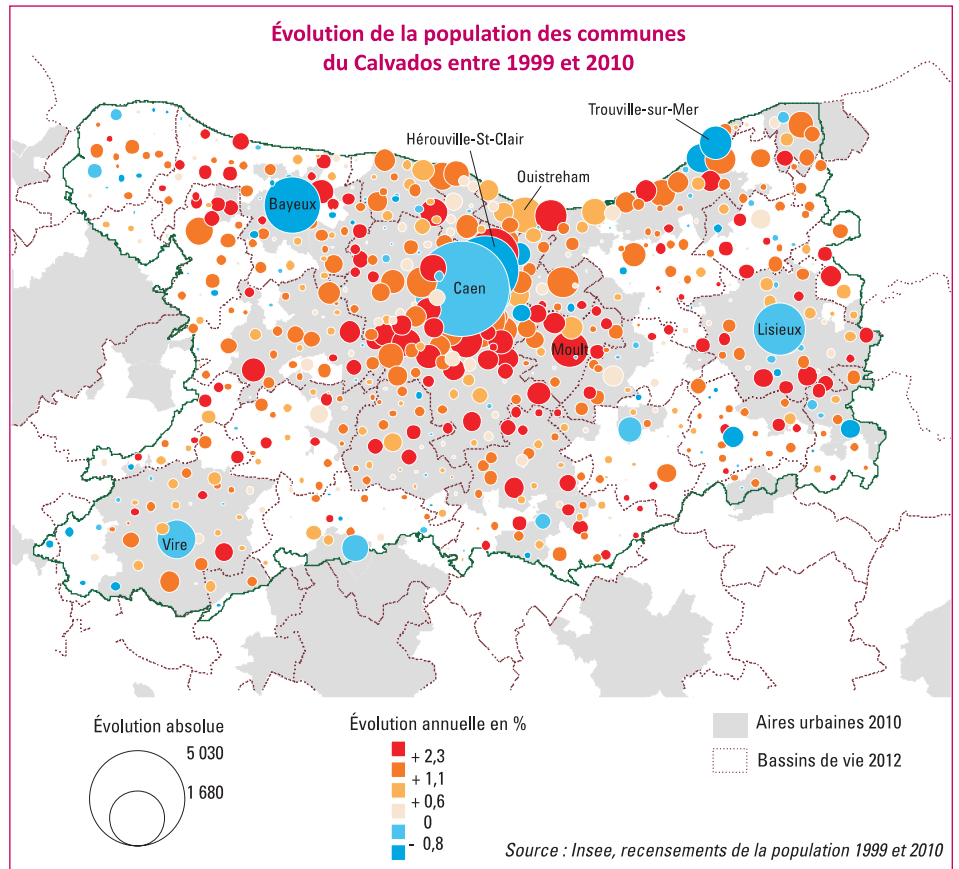 Évolution de la population des communes
du Calvados entre 1999 et 2010
Trouville-sur-Mer
Hérouville-St-Clair
Ouistreham
Bayeux
Caen
Lisieux
Moult
Vire
Évolution absolue
5 030
1 680
Évolution annuelle en %
+ 2,3
+ 1,1
+ 0,6
0
- 0,8
Aires urbaines 2010
Bassins de vie 2012
Source : Insee, recensements de la population 1999 et 2010